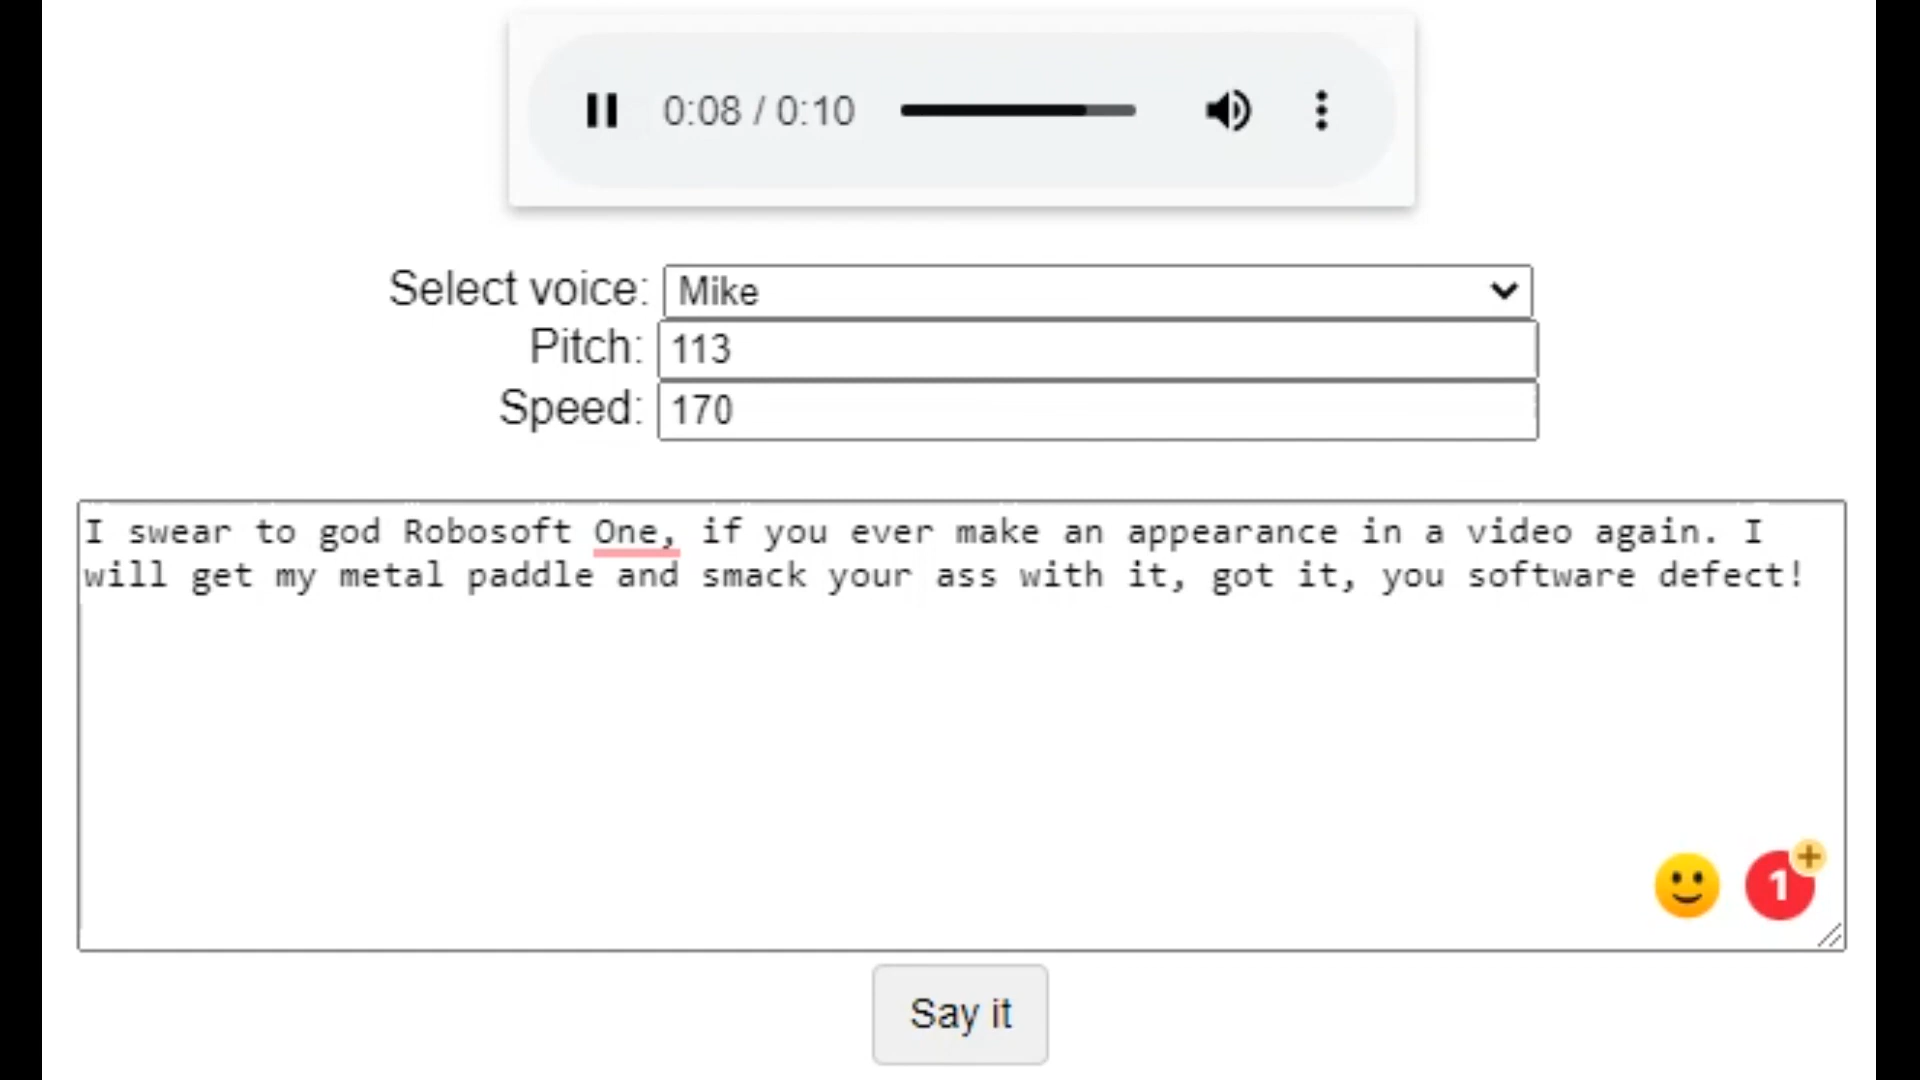 0:08 / 0:10
Select voice: Mike
Pitch: 113
Speed: 170
I swear to god Robosoft One, if you ever make an appearance in a video again. I
will get my metal paddle and smack your ass with it, got it, you software defect!
1
Say it